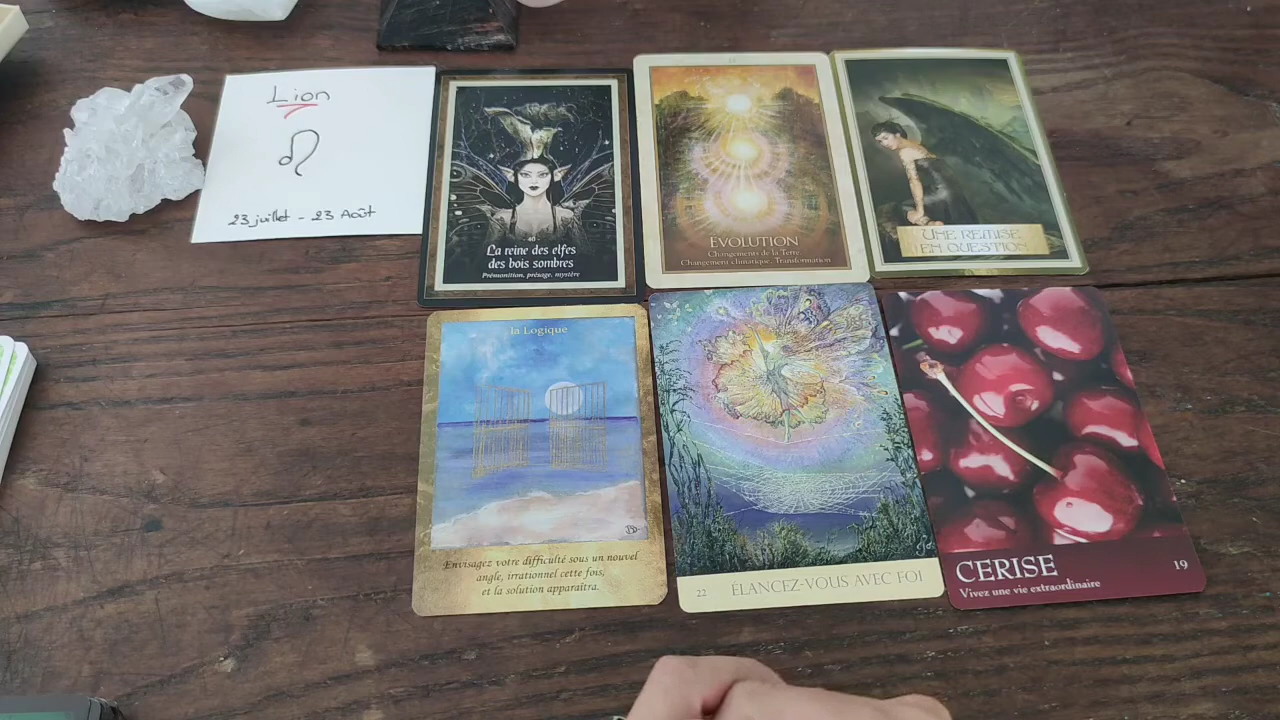 Lion
23 juillet - 23 Août
- 40 -
La reine des elfes
des bois sombres
Prémonition, présage, mystère
EVOLUTION
Changements de la Terre
Changement climatique. Transformation
UNE REMISE
EN QUESTION
la Logique
Envisagez votre difficulté sous un nouvel
angle, irrationnel cette fois,
et la solution apparaîtra.
22 ÉLANCEZ-VOUS AVEC FOI
CERISE 19
Vivez une vie extraordinaire